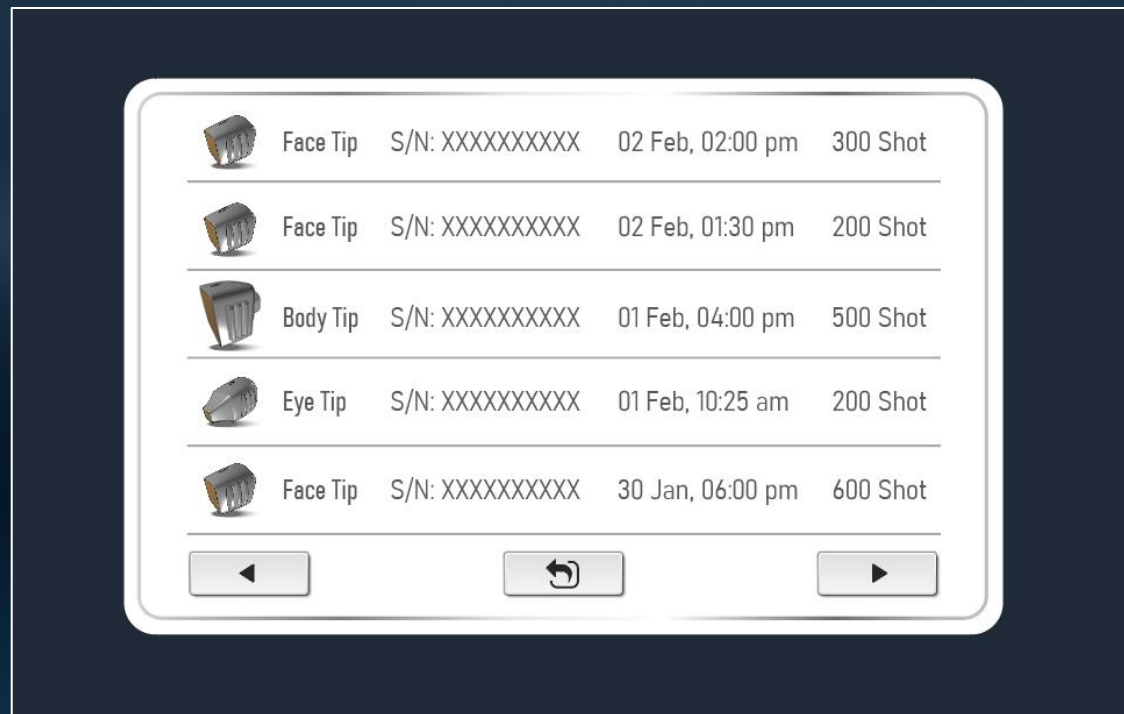 Face Tip S/N: XXXXXXXXXX 02 Feb, 02:00 pm 300 Shot
Face Tip S/N: XXXXXXXXXX 02 Feb, 01:30 pm 200 Shot
Body Tip S/N: XXXXXXXXXX 01 Feb, 04:00 pm 500 Shot
Eye Tip S/N: XXXXXXXXXX 01 Feb, 10:25 am 200 Shot
Face Tip S/N: XXXXXXXXXX 30 Jan, 06:00 pm 600 Shot